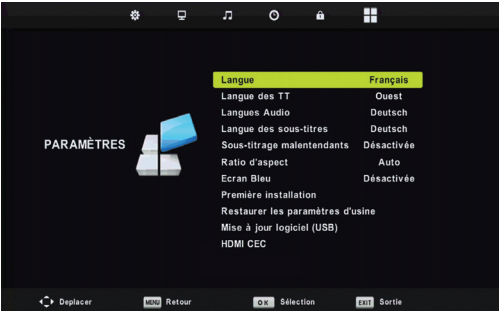 Langue Français
Langue des TT Ouest
Langues Audio Deutsch
Langue des sous-titres Deutsch
PARAMÈTRES
Sous-titrage malentendants Désactivée
Ratio d'aspect Auto
Ecran Bleu Désactivée
Première installation
Restaurer les paramètres d'usine
Mise à jour logiciel (USB)
HDMI CEC
Deplacer MENU Retour OK Sélection EXIT Sortie